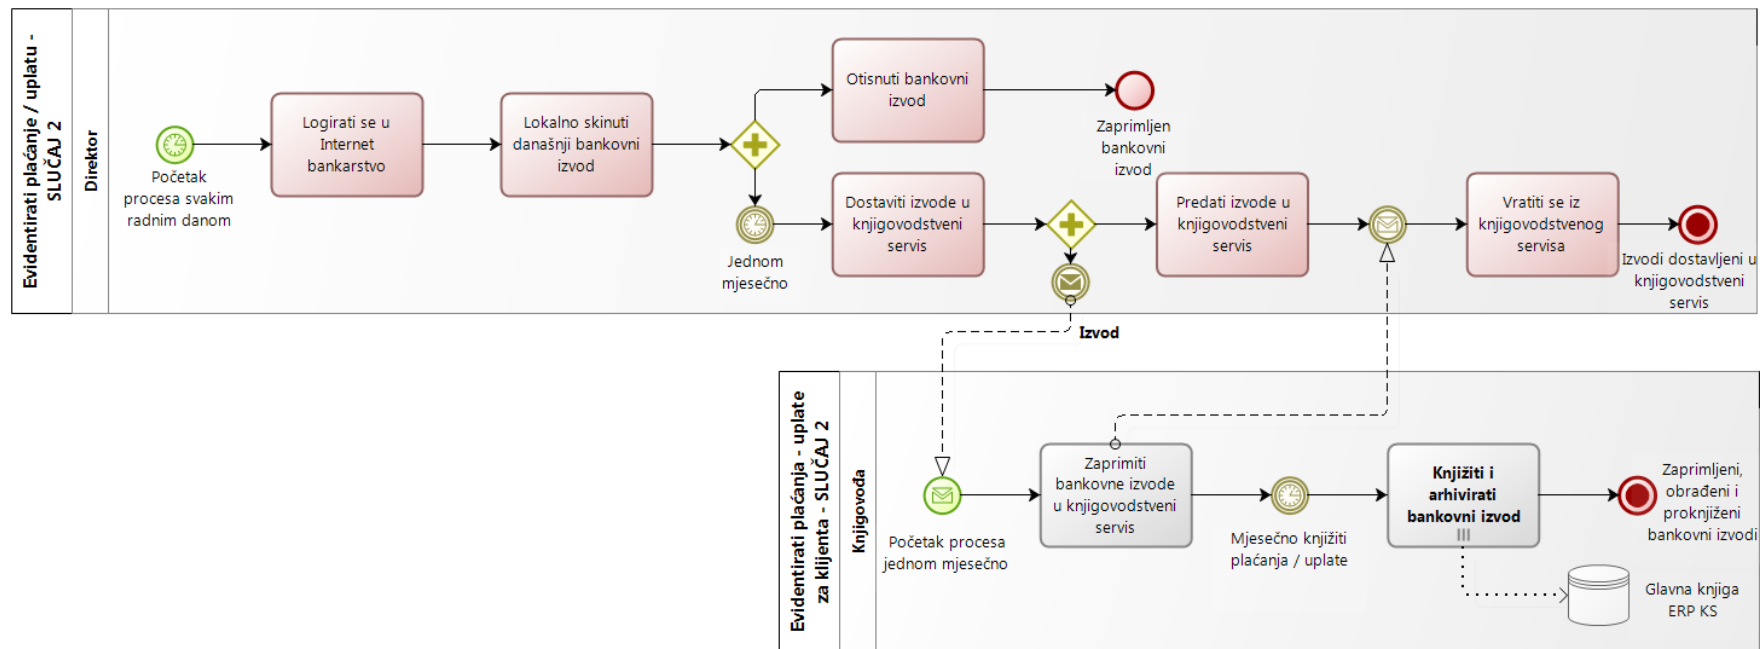 Evidentirati plaćanje / uplatu -
SLUČAJ 2
Direktor
Početak
procesa svakim
radnim danom
Logirati se u
Internet
bankarstvo
Lokalno skinuti
današnji bankovni
izvod
Otisnuti bankovni
izvod
Zaprimljen
bankovni
izvod
Jednom
mjesečno
Dostaviti izvode u
knjigovodstveni
servis
Predati izvode u
knjigovodstveni
servis
Vratiti se iz
knjigovodstvenog
servisa
Izvodi dostavljeni u
knjigovodstveni
servis
Izvod
Evidentirati plaćanja - uplate
za klijenta - SLUČAJ 2
Knjigovođa
Početak procesa
jednom mjesečno
Zaprimiti
bankovne izvode
u knjigovodstveni
servis
Mjesečno knjižiti
plaćanja / uplate
Knjižiti i
arhivirati
bankovni izvod
Zaprimljeni,
obrađeni i
proknjiženi
bankovni izvodi
Glavna knjiga
ERP KS